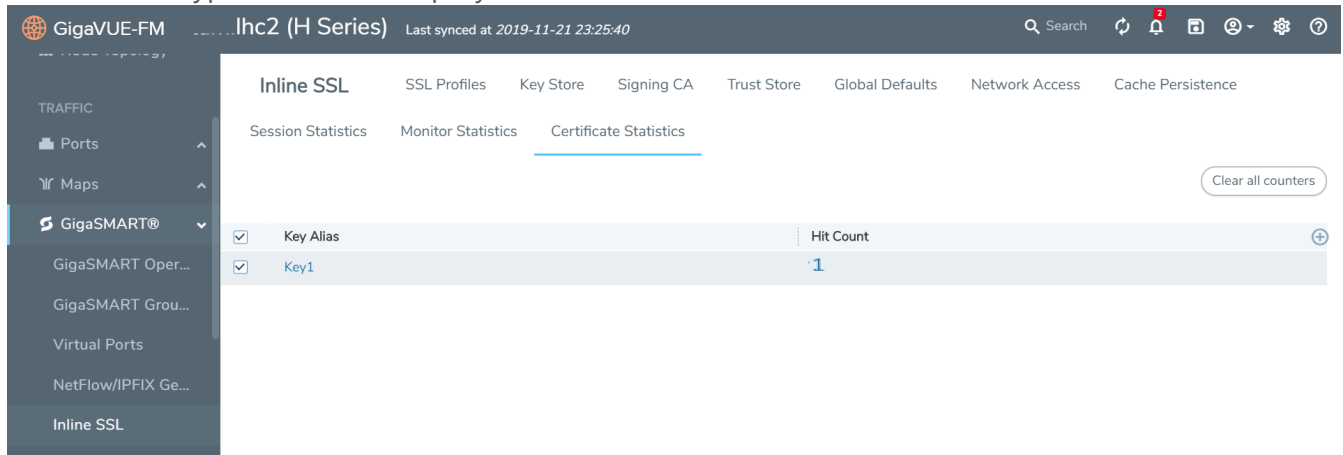 GigaVUE-FM lhc2 (H Series) Last synced at 2019-11-21 23:25:40 Search 2
Inline SSL SSL Profiles Key Store Signing CA Trust Store Global Defaults Network Access Cache Persistence
Session Statistics Monitor Statistics Certificate Statistics
TRAFFIC
Ports
Maps
GigaSMART®
GigaSMART Oper...
GigaSMART Grou...
Virtual Ports
NetFlow/IPFIX Ge...
Inline SSL
Clear all counters
Key Alias Hit Count
Key1 1